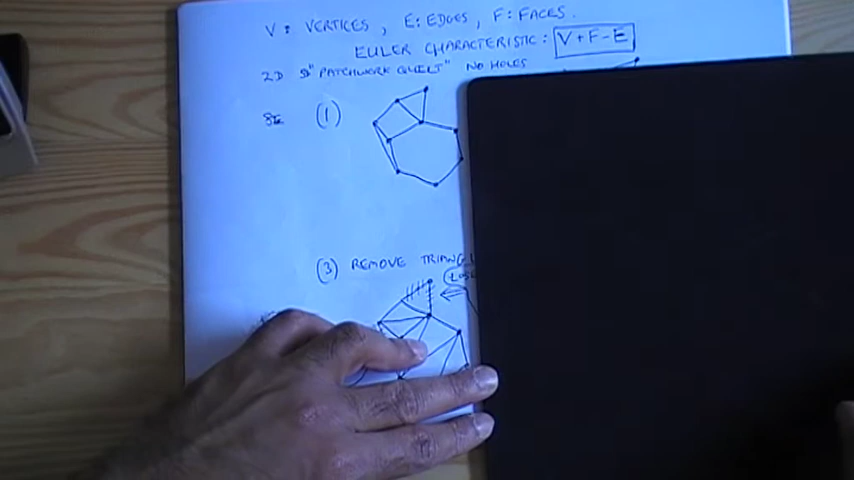 V: VERTICES, E: EDGES, F: FACES.
EULER CHARACTERISTIC: V+F-E
2D "PATCHWORK QUILT" NO HOLES
(1)
(3) REMOVE